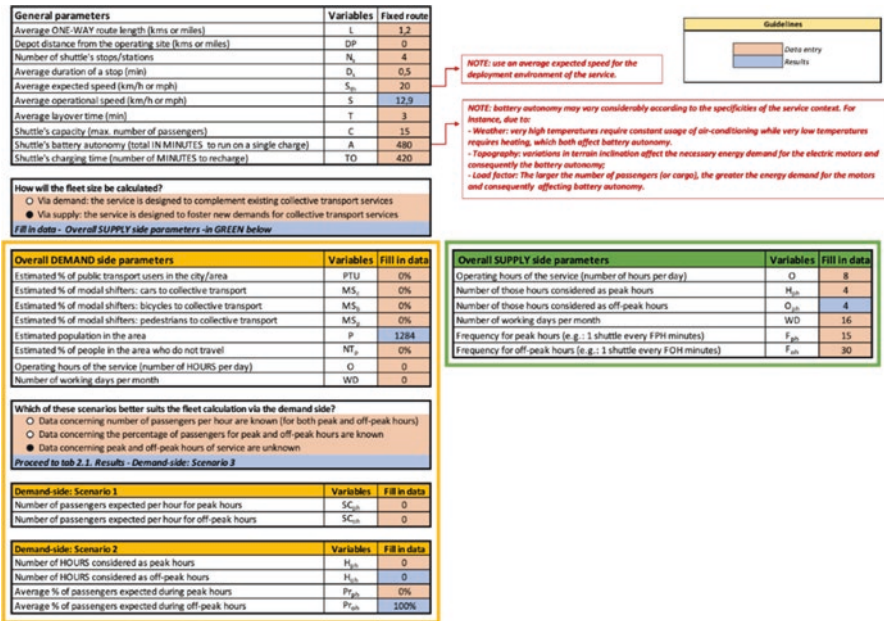 General parameters Variables Fixed route
Average ONE-WAY route length (kms or miles) L 1,2
Depot distance from the operating site (kms or miles) DP 0
Number of shuttle's stops/stations Ns 4
Average duration of a stop (min) Ds 0,5
Average expected speed (km/h or mph) Sth 20
Average operational speed (km/h or mph) S 12,9
Average layover time (min) T 3
Shuttle's capacity (max. number of passengers) C 15
Shuttle's battery autonomy (total IN MINUTES to run on a single charge) A 480
Shuttle's charging time (number of MINUTES to recharge) TO 420
Guidelines
Data entry
Results
NOTE: use an average expected speed for the
deployment environment of the service.
NOTE: battery autonomy may vary considerably according to the specificities of the service context. For
instance, due to:
- Weather: very high temperatures require constant usage of air-conditioning while very low temperatures
requires heating, which both affect battery autonomy.
- Topography: variations in terrain inclination affect the necessary energy demand for the electric motors and
consequently the battery autonomy;
- Load factor: The larger the number of passengers (or cargo), the greater the energy demand for the motors
and consequently affecting battery autonomy.
How will the fleet size be calculated?
Via demand: the service is designed to complement existing collective transport services
Via supply: the service is designed to foster new demands for collective transport services
Fill in data - Overall SUPPLY side parameters -in GREEN below
Overall DEMAND side parameters Variables Fill in data
Estimated % of public transport users in the city/area PTU 0%
Estimated % of modal shifters: cars to collective transport MSc 0%
Estimated % of modal shifters: bicycles to collective transport MSb 0%
Estimated % of modal shifters: pedestrians to collective transport MSp 0%
Estimated population in the area P 1284
Estimated % of people in the area who do not travel NTp 0%
Operating hours of the service (number of HOURS per day) O 0
Number of working days per month WD 0
Overall SUPPLY side parameters Variables Fill in data
Operating hours of the service (number of hours per day) O 8
Number of those hours considered as peak hours Hph 4
Number of those hours considered as off-peak hours Oph 4
Number of working days per month WD 16
Frequency for peak hours (e.g.: 1 shuttle every FPH minutes) Fph 15
Frequency for off-peak hours (e.g.: 1 shuttle every FOH minutes) Foh 30
Which of these scenarios better suits the fleet calculation via the demand side?
Data concerning number of passengers per hour are known (for both peak and off-peak hours)
Data concerning the percentage of passengers for peak and off-peak hours are known
Data concerning peak and off-peak hours of service are unknown
Proceed to tab 2.1. Results - Demand-side: Scenario 3
Demand-side: Scenario 1 Variables Fill in data
Number of passengers expected per hour for peak hours SCph 0
Number of passengers expected per hour for off-peak hours SCoh 0
Demand-side: Scenario 2 Variables Fill in data
Number of HOURS considered as peak hours Hph 0
Number of HOURS considered as off-peak hours Hoh 0
Average % of passengers expected during peak hours Prph 0%
Average % of passengers expected during off-peak hours Proh 100%